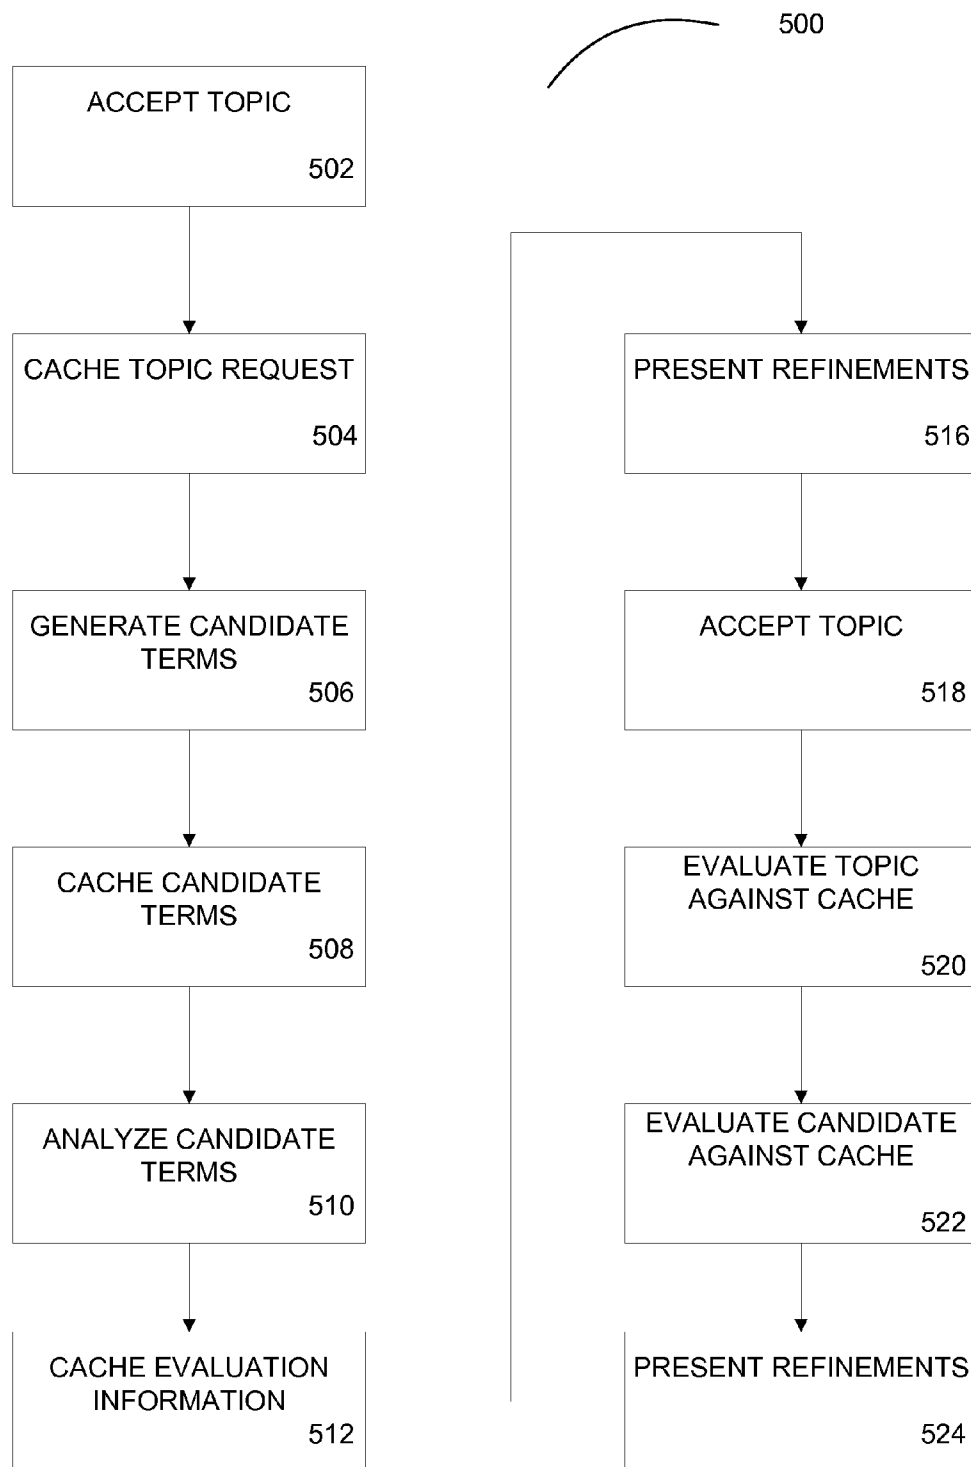 500
ACCEPT TOPIC
502
CACHE TOPIC REQUEST
504
GENERATE CANDIDATE
TERMS
506
CACHE CANDIDATE
TERMS
508
ANALYZE CANDIDATE
TERMS
510
CACHE EVALUATION
INFORMATION
512
PRESENT REFINEMENTS
516
ACCEPT TOPIC
518
EVALUATE TOPIC
AGAINST CACHE
520
EVALUATE CANDIDATE
AGAINST CACHE
522
PRESENT REFINEMENTS
524